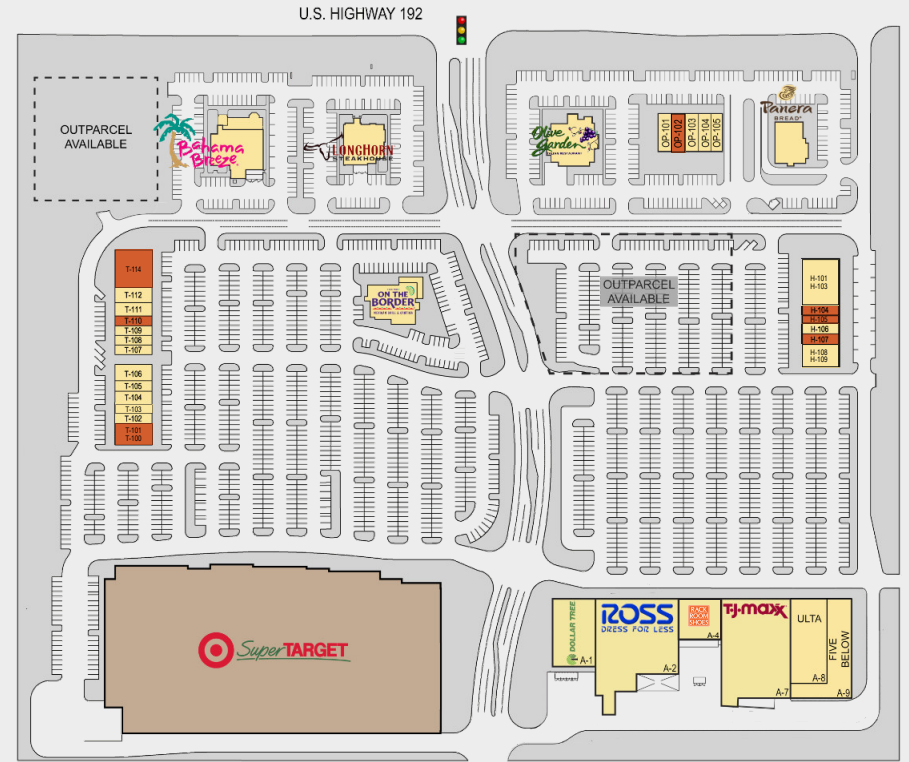 U.S. HIGHWAY 192
OUTPARCEL
AVAILABLE
Bahama
Breeze
LONGHORN
STEAKHOUSE
Olive
Garden
OP-101
OP-102
OP-103
OP-104
OP-105
Panera
BREAD
T-114
T-112
T-111
T-110
T-109
T-108
T-107
T-106
T-105
T-104
T-103
T-102
T-101
T-100
ON THE
BORDER
OUTPARCEL
AVAILABLE
H-101
H-103
H-104
H-105
H-106
H-107
H-108
H-109
SuperTARGET
DOLLAR TREE
A-1
ROSS
DRESS FOR LESS
A-2
RACK
ROOM
SHOES
A-4
T.J.maxx
A-7
ULTA
A-8
FIVE
BELOW
A-9